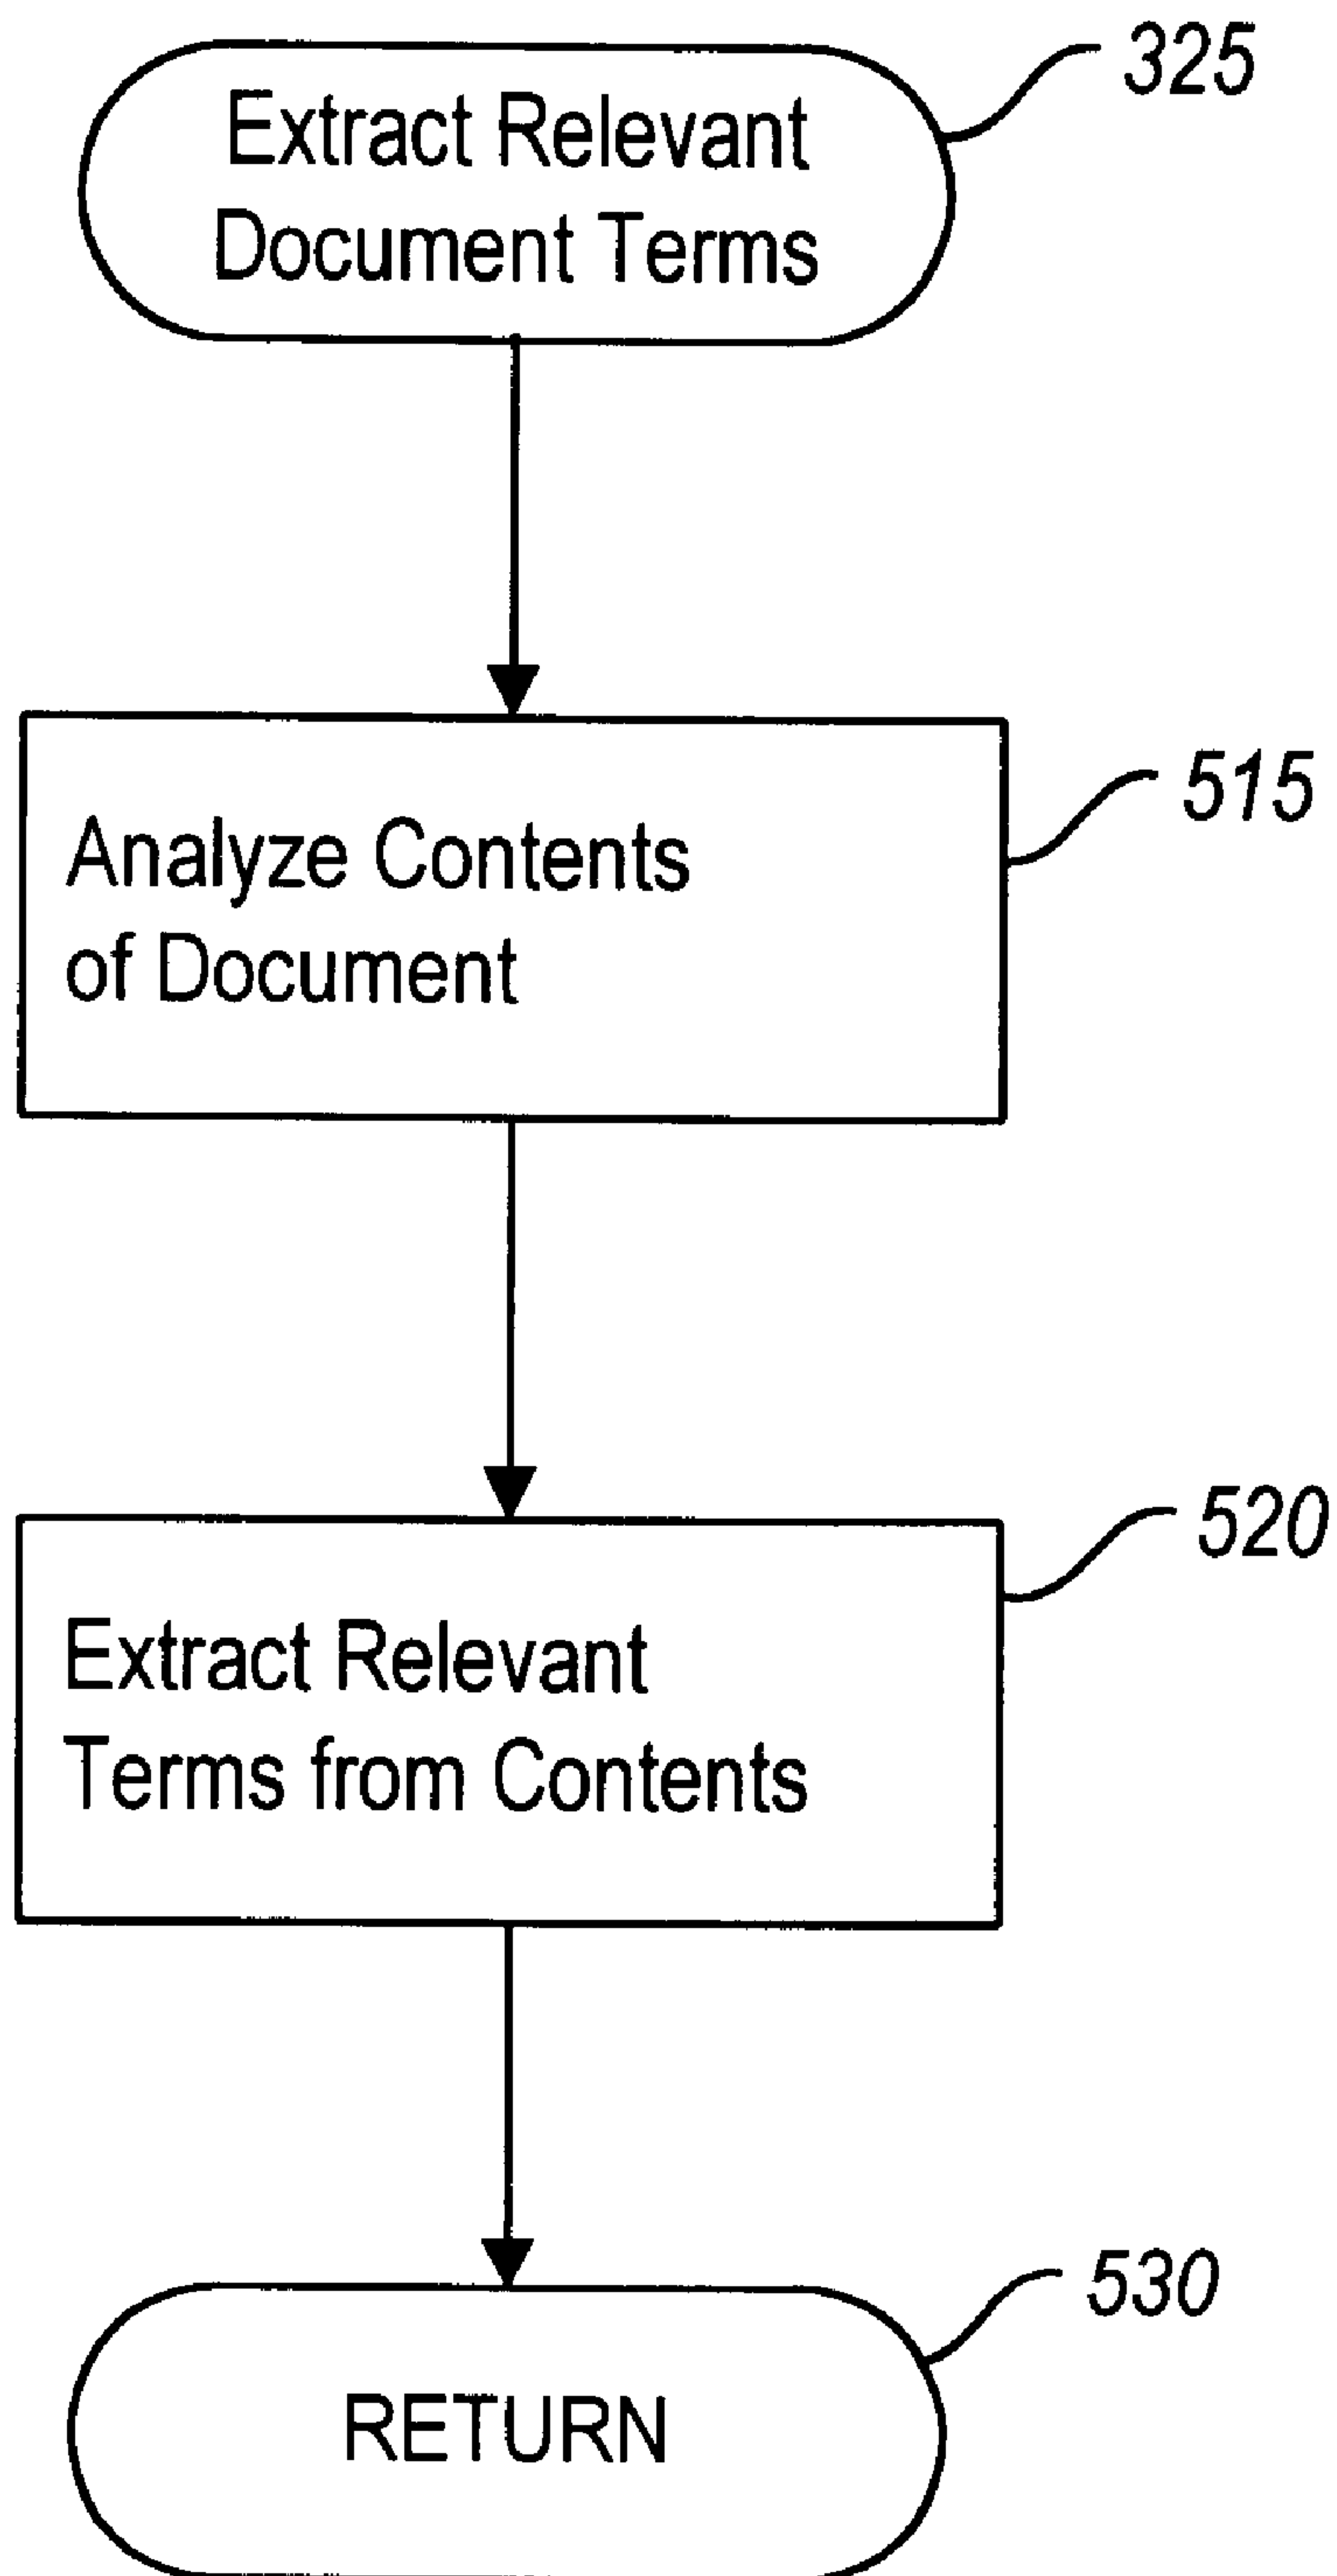 325
Extract Relevant
Document Terms
515
Analyze Contents
of Document
520
Extract Relevant
Terms from Contents
530
RETURN